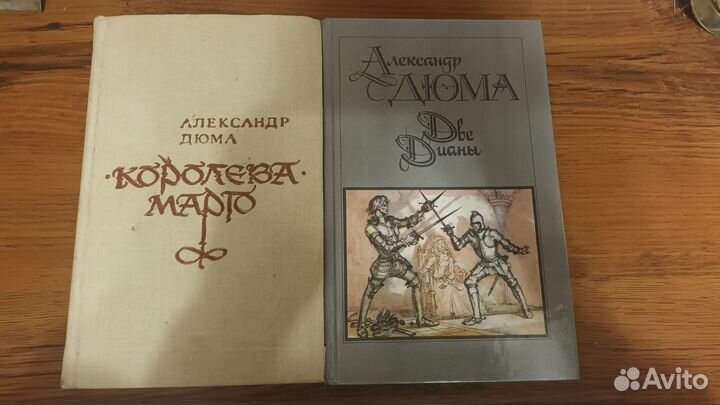 АЛЕКСАНДР
ДЮМА
·КОРОЛЕВА·
МАРГО
Александр
ДЮМА
Две
Дианы
Avito